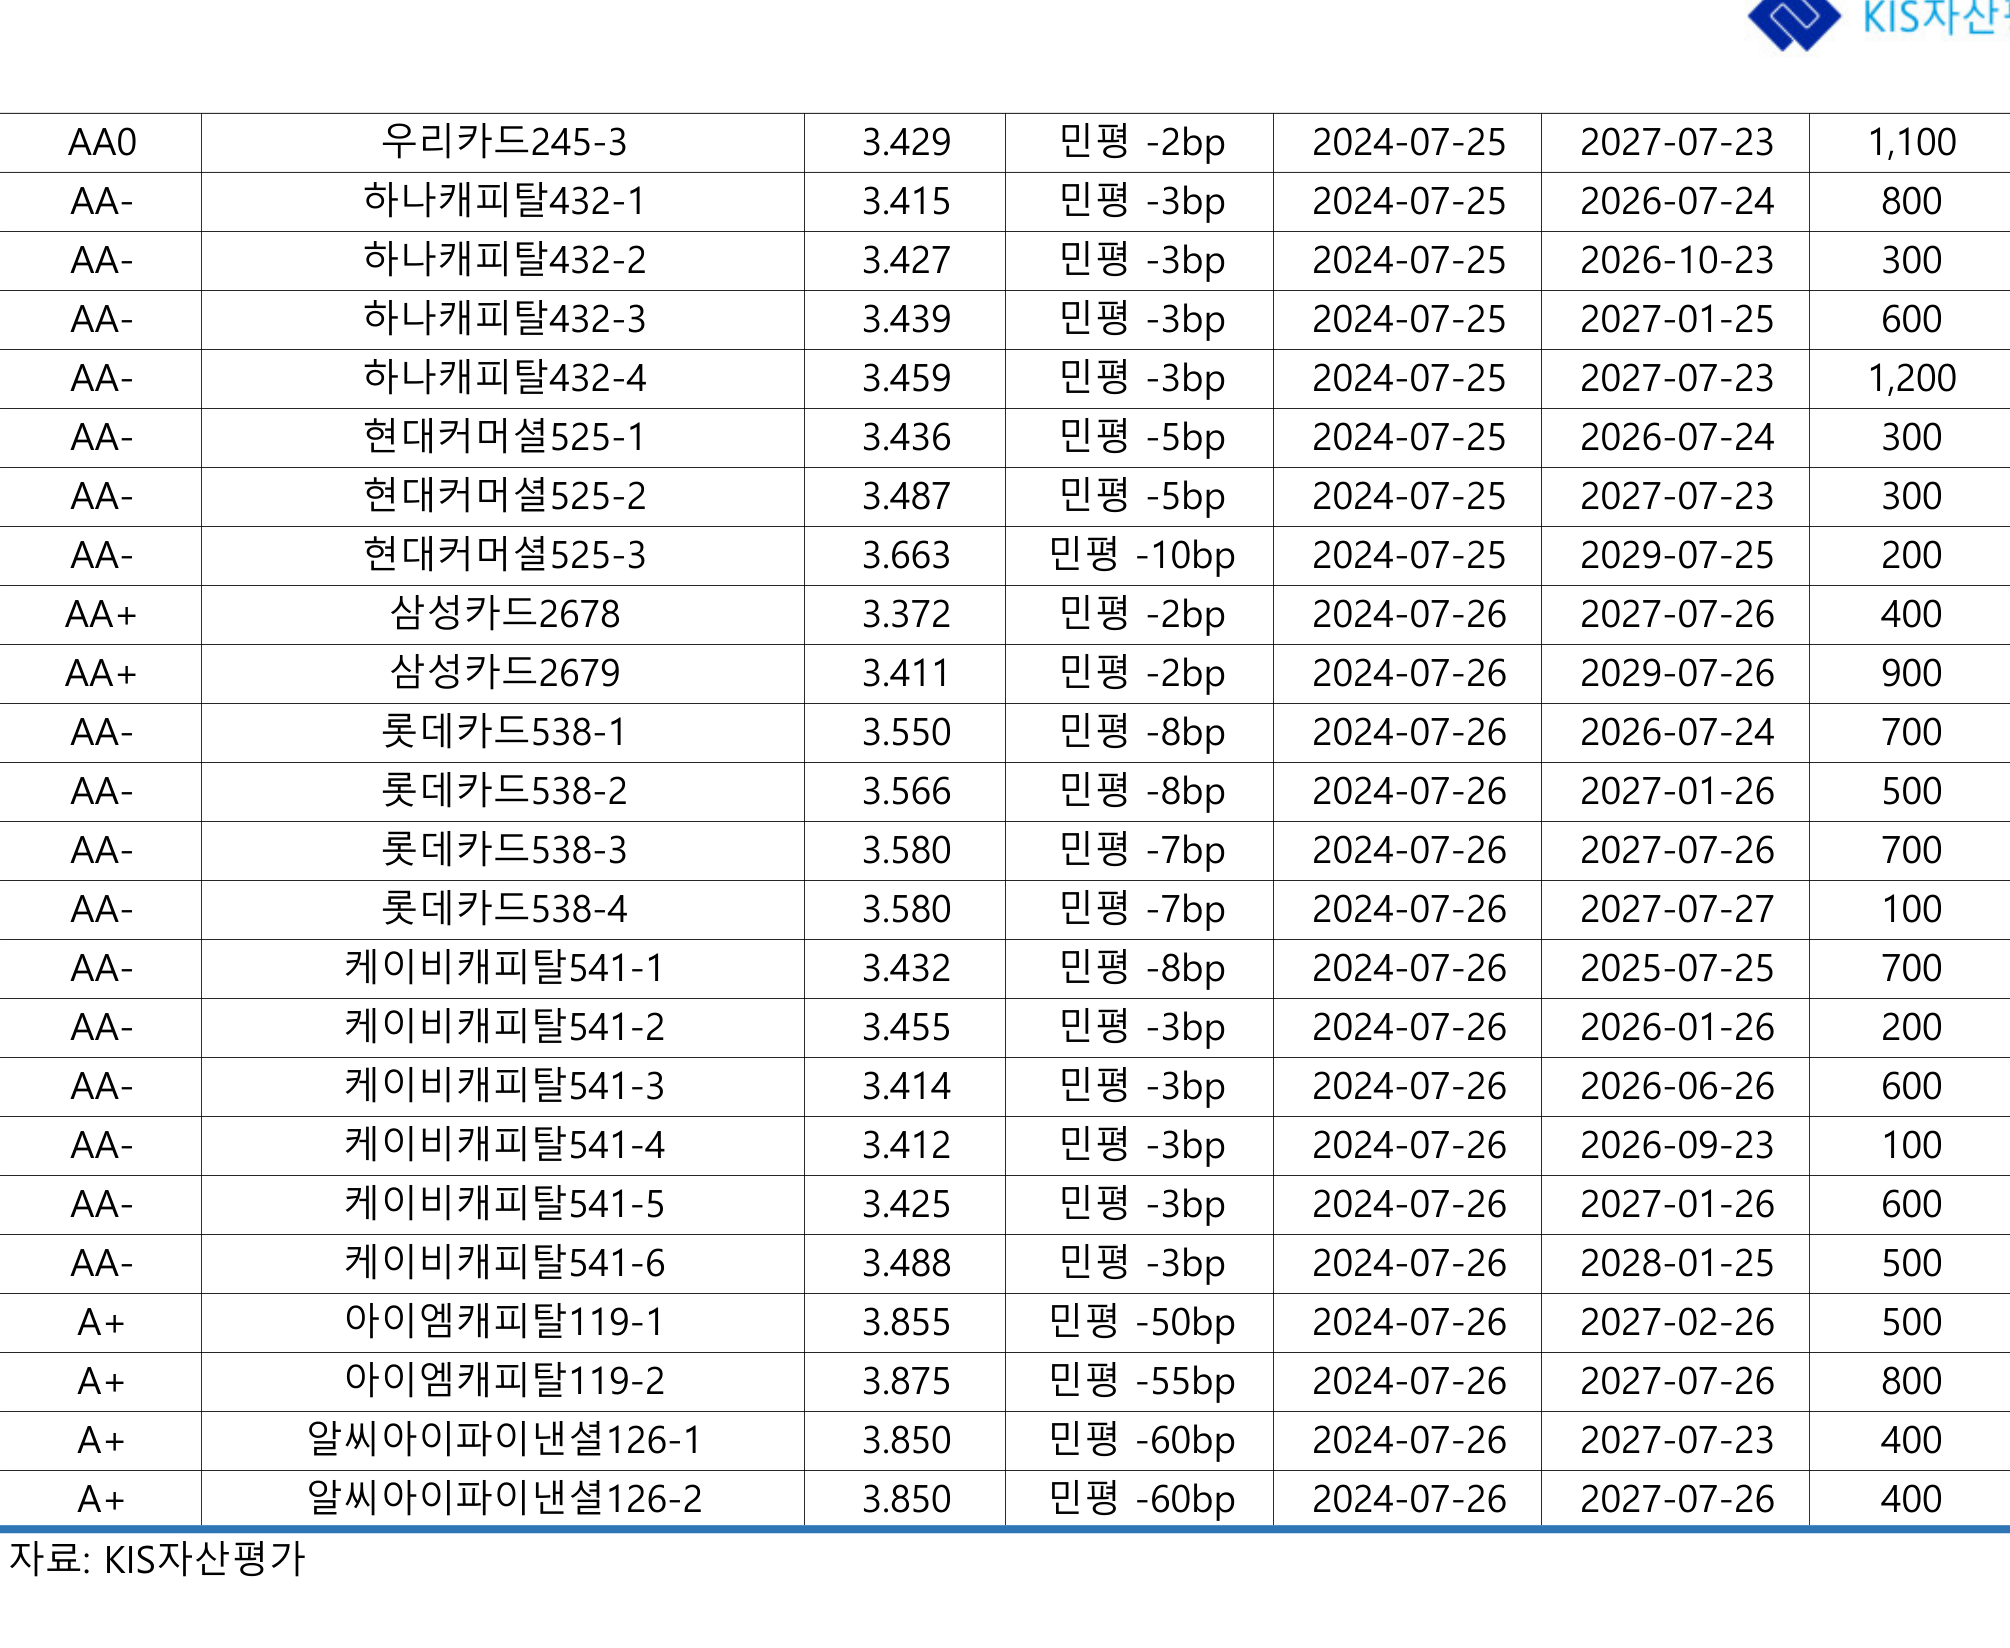 KIS자산
AA0 우리카드245-3 3.429 민평 -2bp 2024-07-25 2027-07-23 1,100
AA- 하나캐피탈432-1 3.415 민평 -3bp 2024-07-25 2026-07-24 800
AA- 하나캐피탈432-2 3.427 민평 -3bp 2024-07-25 2026-10-23 300
AA- 하나캐피탈432-3 3.439 민평 -3bp 2024-07-25 2027-01-25 600
AA- 하나캐피탈432-4 3.459 민평 -3bp 2024-07-25 2027-07-23 1,200
AA- 현대커머셜525-1 3.436 민평 -5bp 2024-07-25 2026-07-24 300
AA- 현대커머셜525-2 3.487 민평 -5bp 2024-07-25 2027-07-23 300
AA- 현대커머셜525-3 3.663 민평 -10bp 2024-07-25 2029-07-25 200
AA+ 삼성카드2678 3.372 민평 -2bp 2024-07-26 2027-07-26 400
AA+ 삼성카드2679 3.411 민평 -2bp 2024-07-26 2029-07-26 900
AA- 롯데카드538-1 3.550 민평 -8bp 2024-07-26 2026-07-24 700
AA- 롯데카드538-2 3.566 민평 -8bp 2024-07-26 2027-01-26 500
AA- 롯데카드538-3 3.580 민평 -7bp 2024-07-26 2027-07-26 700
AA- 롯데카드538-4 3.580 민평 -7bp 2024-07-26 2027-07-27 100
AA- 케이비캐피탈541-1 3.432 민평 -8bp 2024-07-26 2025-07-25 700
AA- 케이비캐피탈541-2 3.455 민평 -3bp 2024-07-26 2026-01-26 200
AA- 케이비캐피탈541-3 3.414 민평 -3bp 2024-07-26 2026-06-26 600
AA- 케이비캐피탈541-4 3.412 민평 -3bp 2024-07-26 2026-09-23 100
AA- 케이비캐피탈541-5 3.425 민평 -3bp 2024-07-26 2027-01-26 600
AA- 케이비캐피탈541-6 3.488 민평 -3bp 2024-07-26 2028-01-25 500
A+ 아이엠캐피탈119-1 3.855 민평 -50bp 2024-07-26 2027-02-26 500
A+ 아이엠캐피탈119-2 3.875 민평 -55bp 2024-07-26 2027-07-26 800
A+ 알씨아이파이낸셜126-1 3.850 민평 -60bp 2024-07-26 2027-07-23 400
A+ 알씨아이파이낸셜126-2 3.850 민평 -60bp 2024-07-26 2027-07-26 400
자료: KIS자산평가